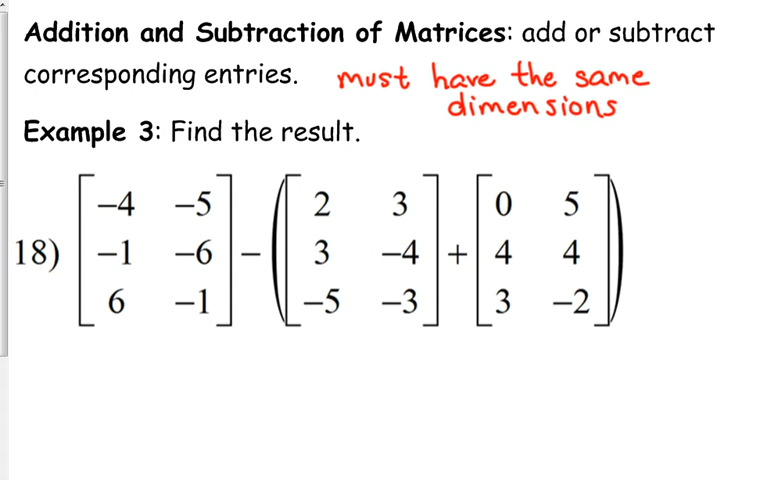 Addition and Subtraction of Matrices: add or subtract
corresponding entries. must have the same
dimensions
Example 3: Find the result.
18) [ −4 −5 ] − ( [ 2 3 ] + [ 0 5 ] )
[ −1 −6 ] [ 3 −4 ] [ 4 4 ]
[ 6 −1 ] [ −5 −3 ] [ 3 −2 ]